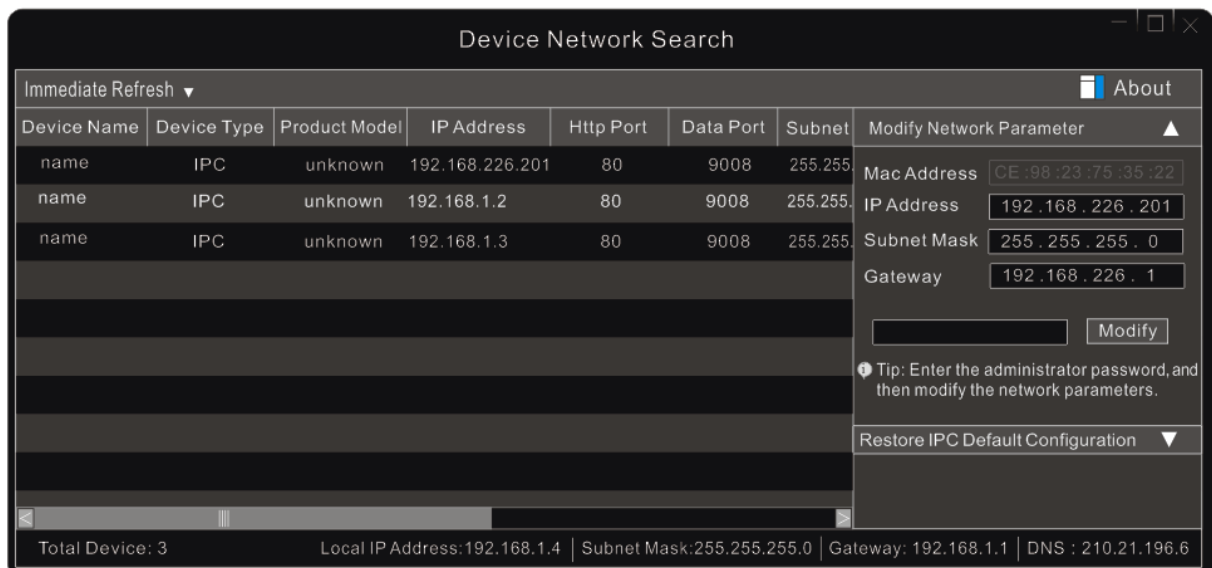 Device Network Search
Immediate Refresh ▼
About
Device Name Device Type Product Model IP Address Http Port Data Port Subnet
name IPC unknown 192.168.226.201 80 9008 255.255.
name IPC unknown 192.168.1.2 80 9008 255.255.
name IPC unknown 192.168.1.3 80 9008 255.255.
Modify Network Parameter ▲
Mac Address CE:98:23:75:35:22
IP Address 192.168.226.201
Subnet Mask 255.255.255.0
Gateway 192.168.226.1
Modify
Tip: Enter the administrator password, and
then modify the network parameters.
Restore IPC Default Configuration ▼
Total Device: 3 Local IP Address:192.168.1.4 Subnet Mask:255.255.255.0 Gateway: 192.168.1.1 DNS : 210.21.196.6